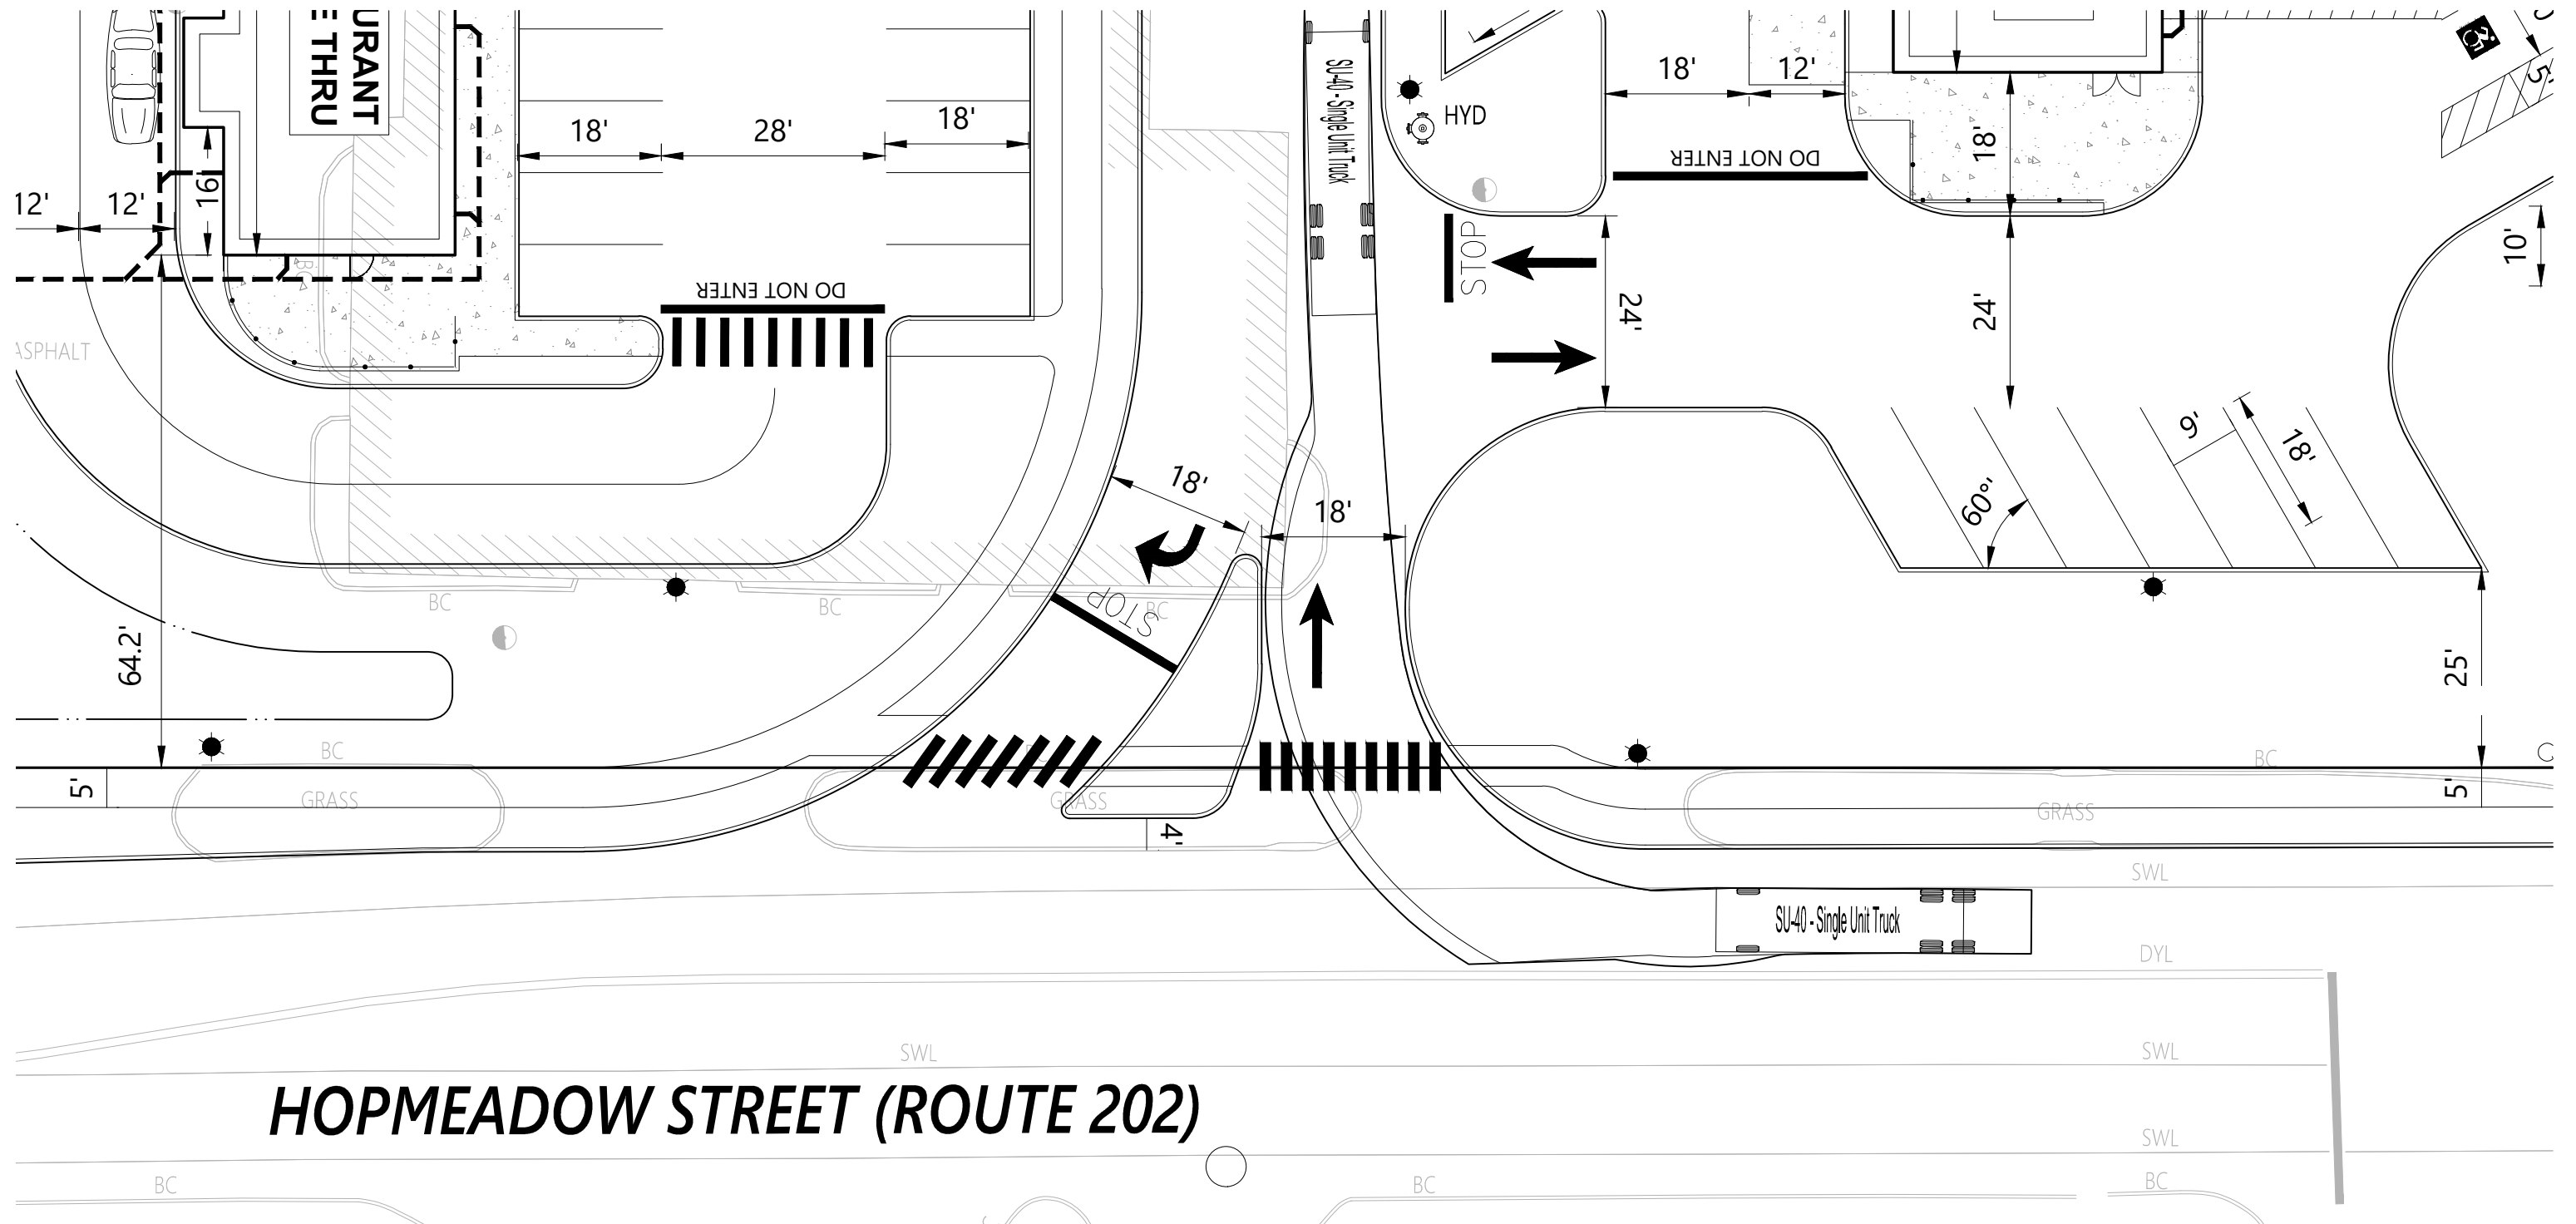 URANT
E THRU
SU-40 - Single Unit Truck
HYD
18'
12'
5'
18'
28'
18'
DO NOT ENTER
18'
12'
12'
16'
STOP
10'
DO NOT ENTER
24'
24'
BC
ASPHALT
9'
18'
18'
18'
60°'
BC
BC
BC
STOP
64.2'
25'
BC
BC
5'
GRASS
GRASS
GRASS
5'
4'
SWL
SU-40 - Single Unit Truck
DYL
SWL
SWL
HOPMEADOW STREET (ROUTE 202)
SWL
BC
BC
BC